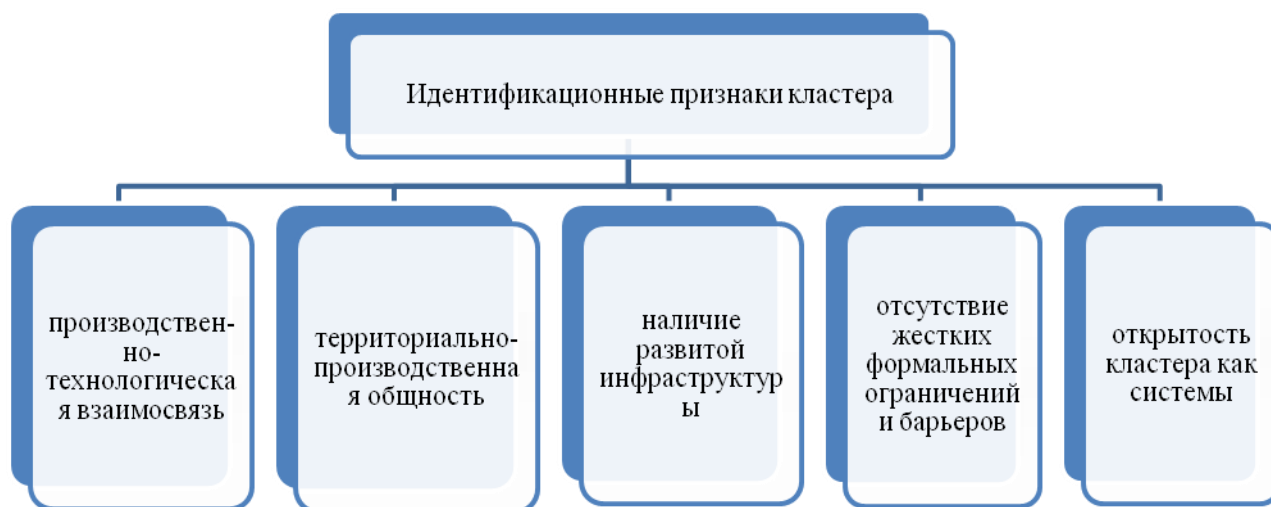 Идентификационные признаки кластера
производствен-
но-
технологическа
я взаимосвязь
территориально-
производственна
я общность
наличие
развитой
инфраструктур
ы
отсутствие
жестких
формальных
ограничений
и барьеров
открытость
кластера как
системы